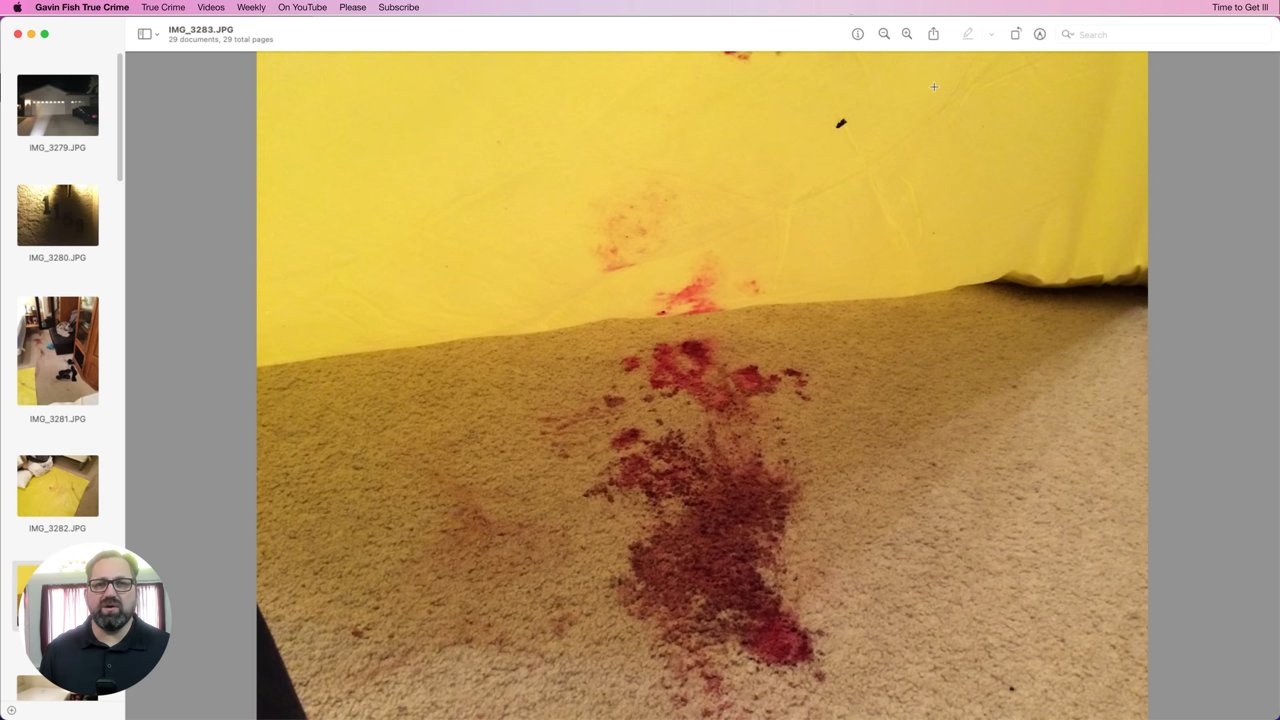 Gavin Fish True Crime True Crime Videos Weekly On YouTube Please Subscribe Time to Get Ill
IMG_3283.JPG
29 documents, 29 total pages
Search
IMG_3279.JPG
IMG_3280.JPG
IMG_3281.JPG
IMG_3282.JPG